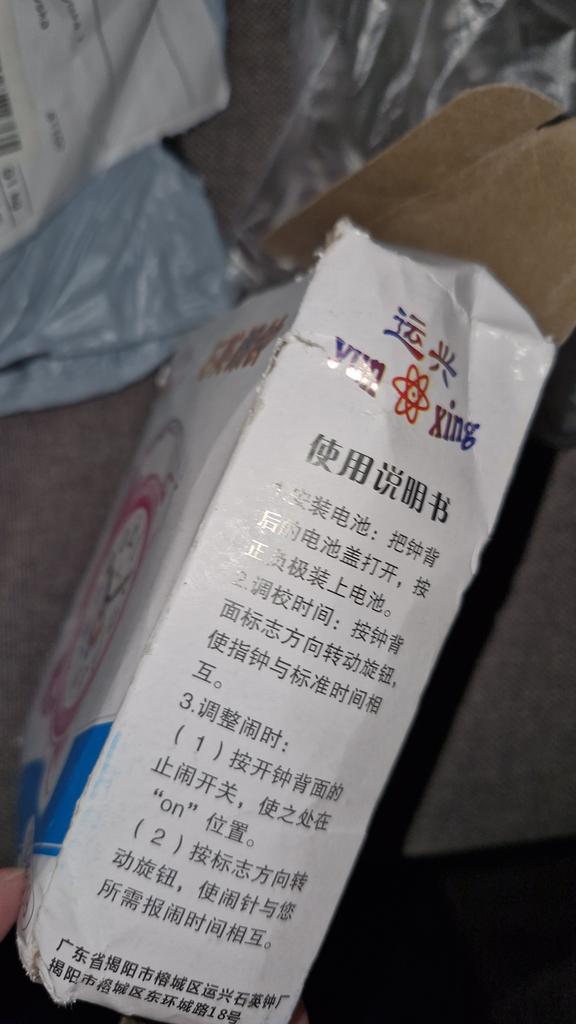 运兴
yun xing
使用说明书
1.安装电池：把钟背
后的电池盖打开，按
正负极装上电池。
2.调校时间：按钟背
面标志方向转动旋钮，
使指钟与标准时间相
互。
3.调整闹时：
（1）按开钟背面的
止闹开关，使之处在
“on”位置。
（2）按标志方向转
动旋钮，使闹针与您
所需报闹时间相互。
广东省揭阳市榕城区运兴石英钟厂
揭阳市榕城区东环城路18号